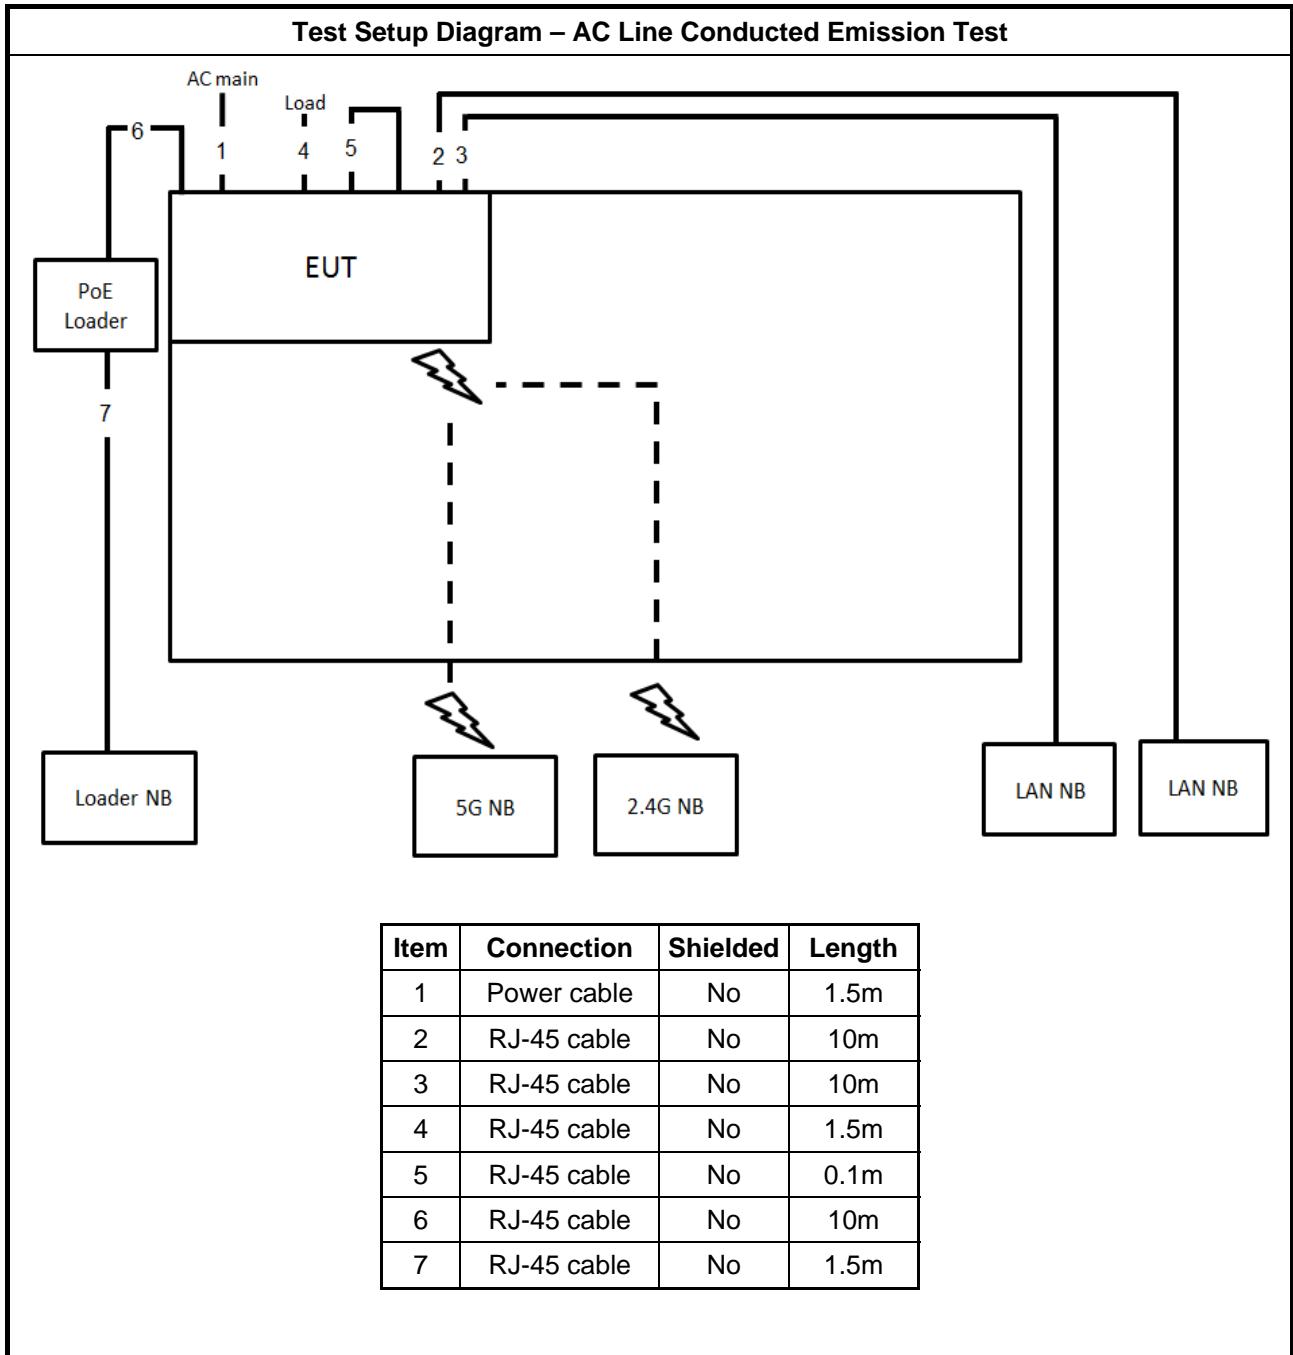 Test Setup Diagram – AC Line Conducted Emission Test
AC main
Load
6
1
4
5
2
3
EUT
PoE
Loader
7
Loader NB
5G NB
2.4G NB
LAN NB
LAN NB
Item Connection Shielded Length
1 Power cable No 1.5m
2 RJ-45 cable No 10m
3 RJ-45 cable No 10m
4 RJ-45 cable No 1.5m
5 RJ-45 cable No 0.1m
6 RJ-45 cable No 10m
7 RJ-45 cable No 1.5m